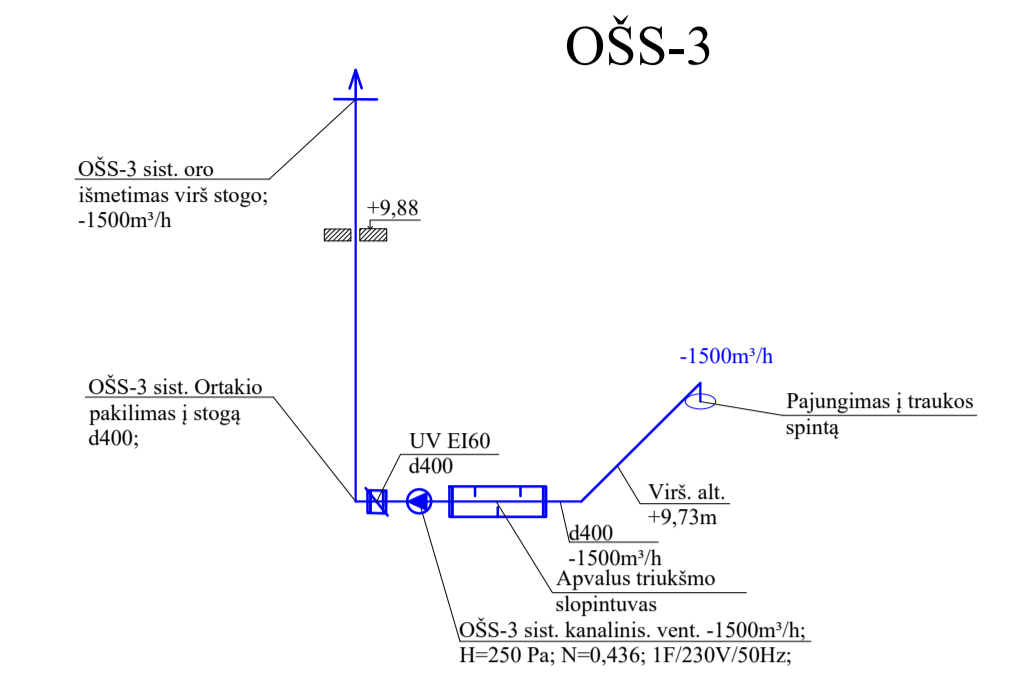 OŠS-3
OŠS-3 sist. oro
išmetimas virš stogo;
-1500m³/h
+9,88
-1500m³/h
OŠS-3 sist. Ortakio
pakilimas į stogą
d400;
Pajungimas į traukos
spintą
UV EI60
d400
Virš. alt.
+9,73m
d400
-1500m³/h
Apvalus triukšmo
slopintuvas
OŠS-3 sist. kanalinis. vent. -1500m³/h;
H=250 Pa; N=0,436; 1F/230V/50Hz;